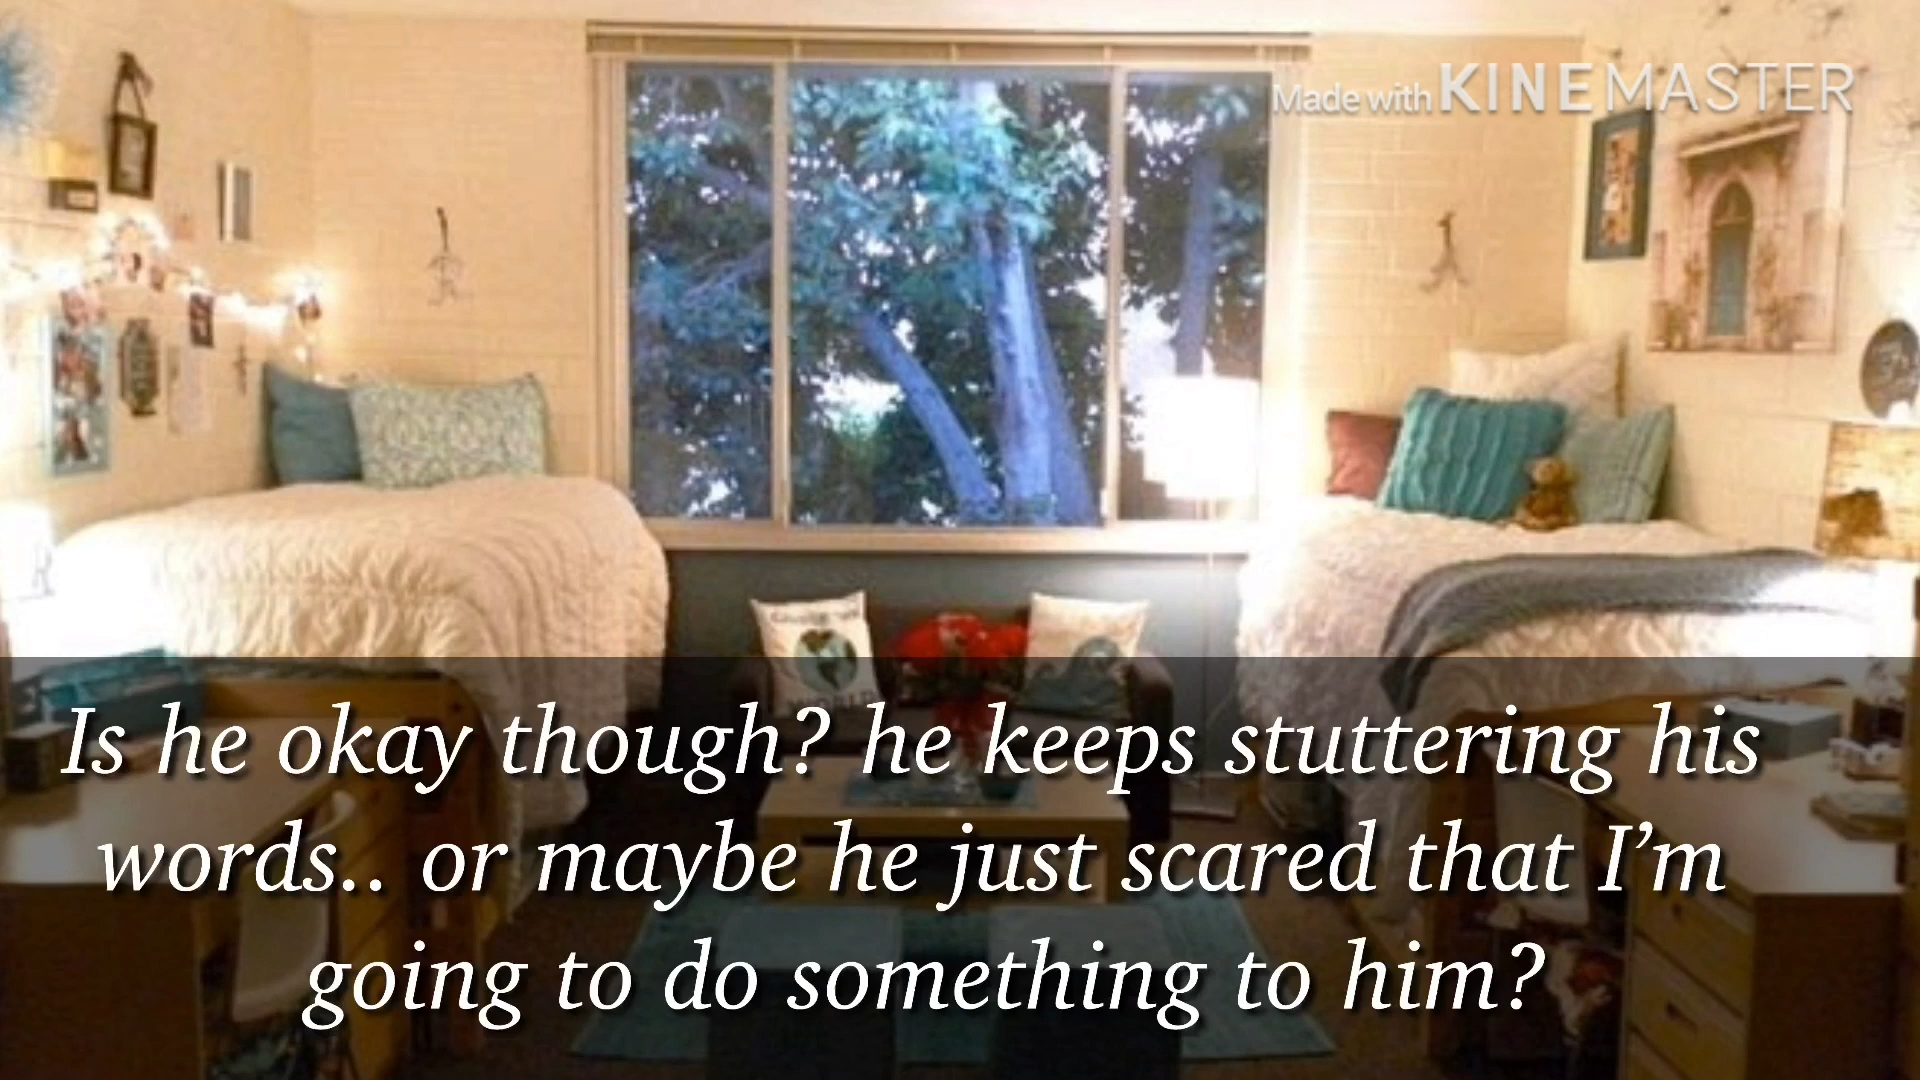 Made with KINEMASTER
Is he okay though? he keeps stuttering his
words.. or maybe he just scared that I’m
going to do something to him?